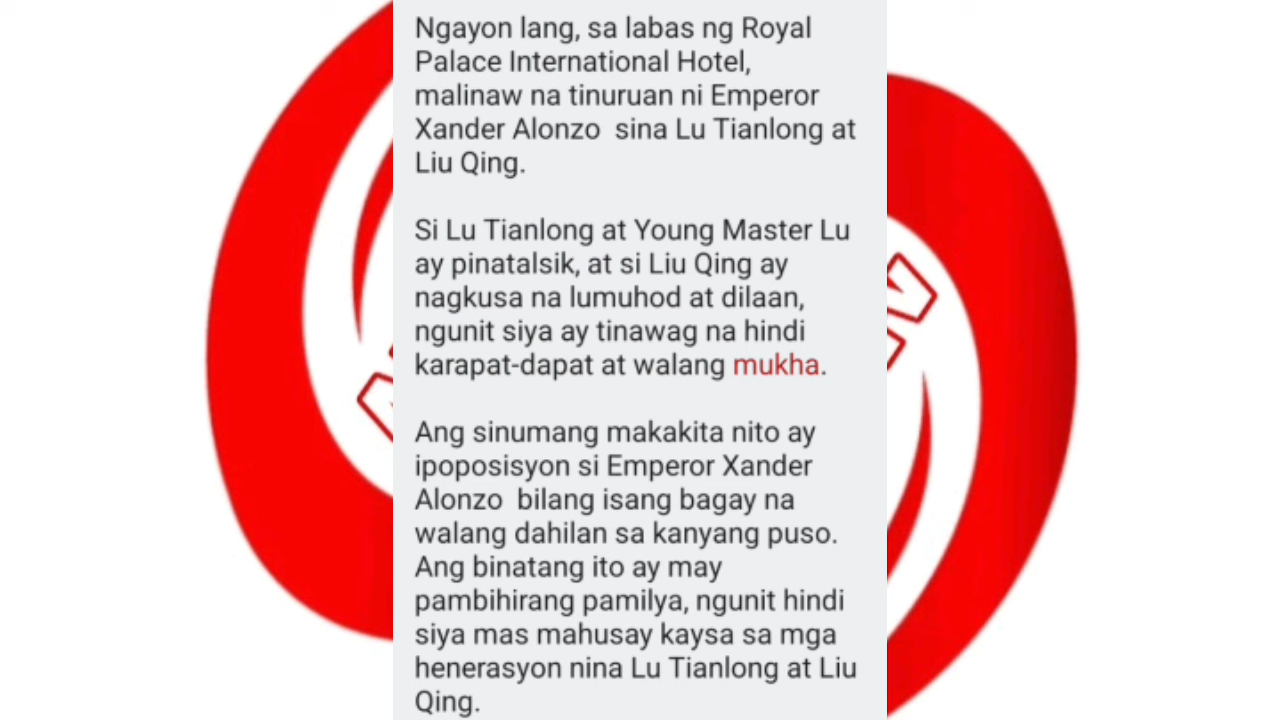 Ngayon lang, sa labas ng Royal
Palace International Hotel,
malinaw na tinuruan ni Emperor
Xander Alonzo sina Lu Tianlong at
Liu Qing.
Si Lu Tianlong at Young Master Lu
ay pinatalsik, at si Liu Qing ay
nagkusa na lumuhod at dilaan,
ngunit siya ay tinawag na hindi
karapat-dapat at walang mukha.
Ang sinumang makakita nito ay
ipoposisyon si Emperor Xander
Alonzo bilang isang bagay na
walang dahilan sa kanyang puso.
Ang binatang ito ay may
pambihirang pamilya, ngunit hindi
siya mas mahusay kaysa sa mga
henerasyon nina Lu Tianlong at Liu
Qing.